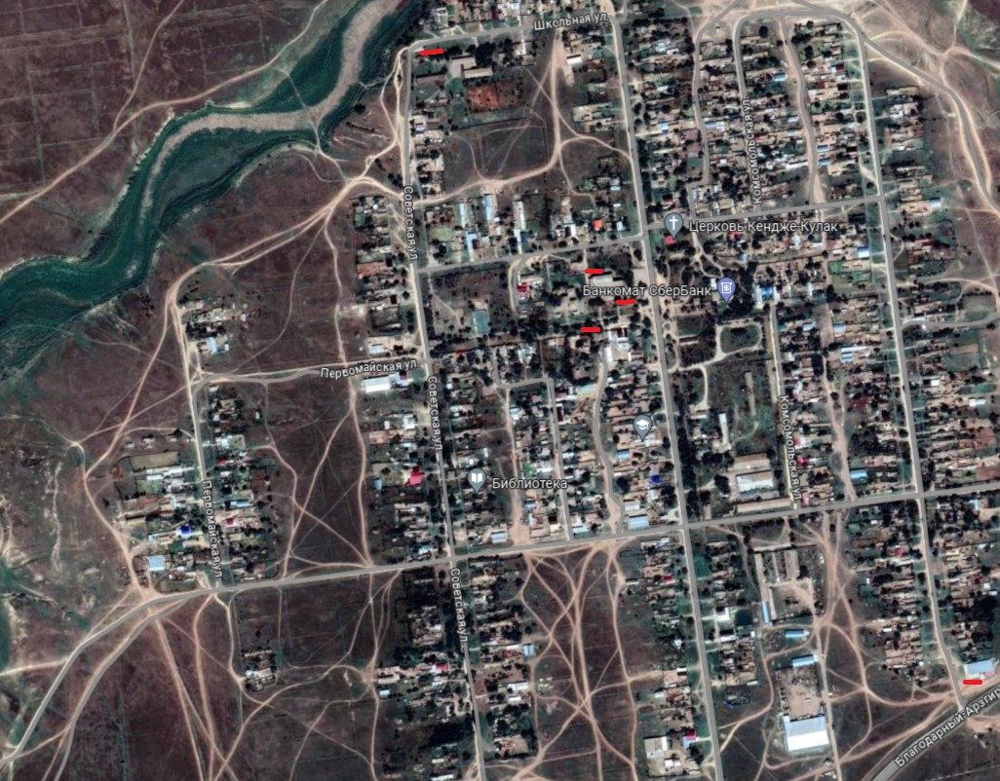 Школьная ул.
Комсомольская ул.
Советская ул.
Церковь Кендже-Кулак
Банкомат СберБанк
Первомайская ул.
Советская ул.
Комсомольская ул.
Библиотека
Первомайская ул.
Советская ул.
Благодарный-Арзгир